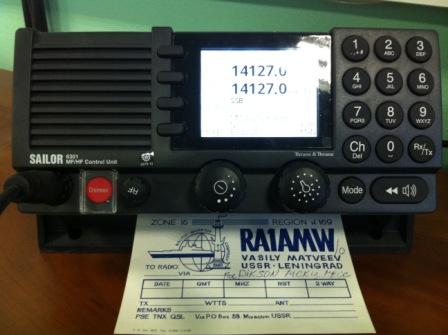 14127.0
14127.0
SSB
SAILOR 6301
MF/HF Control Unit
Thrane & Thrane
Distress
RF
1 .,+#
2 ABC
3 DEF
4 GHI
5 JKL
6 MNO
7 PQRS
8 TUV
9 WXYZ
Ch Del
0
Rx/Tx
Mode
ZONE 16 REGION 169
RA1AMW/0
VASILY MATVEEV
USSR-LENINGRAD
TO RADIO
VIA
DATE GMT MHZ RST 2 WAY
TX WTTS ANT.
REMARKS
PSE TNX QSL VIA P.O BOX 88 MOSCOW USSR